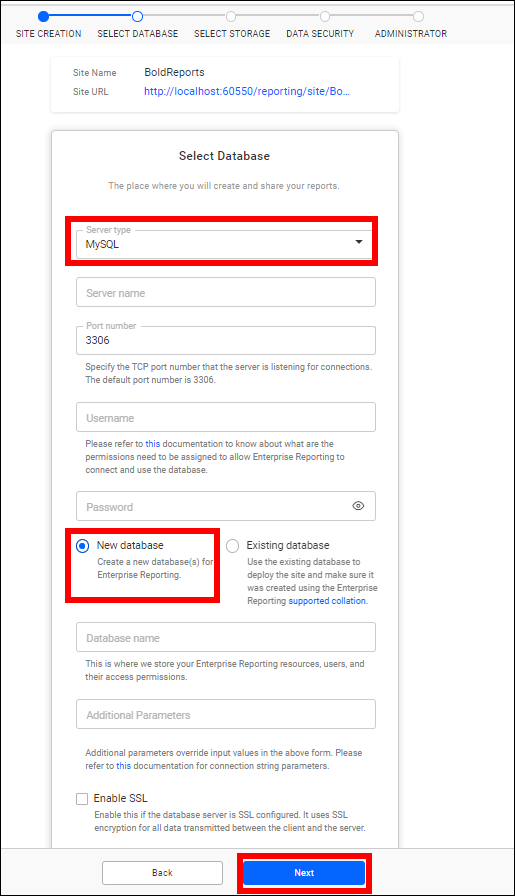 SITE CREATION SELECT DATABASE SELECT STORAGE DATA SECURITY ADMINISTRATOR
Site Name BoldReports
Site URL http://localhost:60550/reporting/site/Bo...
Select Database
The place where you will create and share your reports.
Server type
MySQL
Server name
Port number
3306
Specify the TCP port number that the server is listening for connections.
The default port number is 3306.
Username
Please refer to this documentation to know about what are the
permissions need to be assigned to allow Enterprise Reporting to
connect and use the database.
Password
New database
Create a new database(s) for
Enterprise Reporting.
Existing database
Use the existing database to
deploy the site and make sure it
was created using the Enterprise
Reporting supported collation.
Database name
This is where we store your Enterprise Reporting resources, users, and
their access permissions.
Additional Parameters
Additional parameters override input values in the above form. Please
refer to this documentation for connection string parameters.
Enable SSL
Enable this if the database server is SSL configured. It uses SSL
encryption for all data transmitted between the client and the server.
Back Next